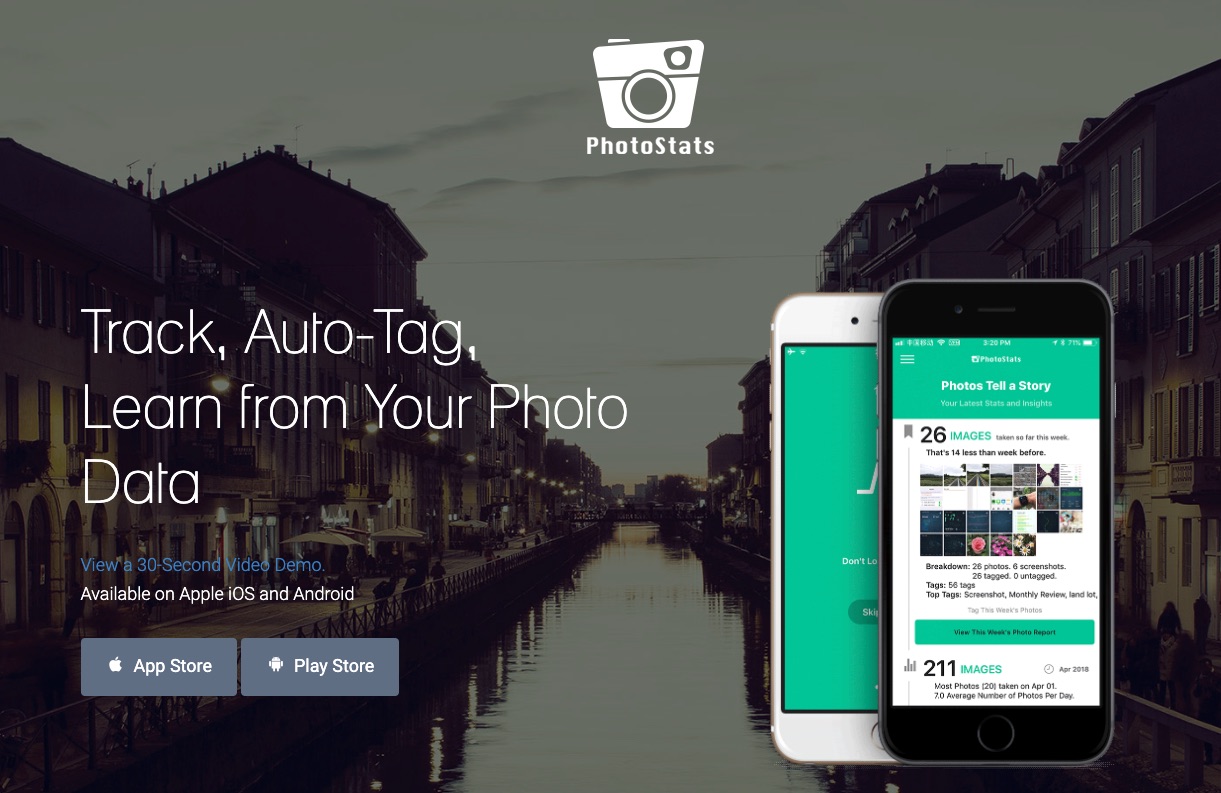 PhotoStats
Track, Auto-Tag,
Learn from Your Photo
Data
View a 30-Second Video Demo.
Available on Apple iOS and Android
App Store
Play Store
Don't Lo
Skip
中国移动
3:20 PM
71%
PhotoStats
Photos Tell a Story
Your Latest Stats and Insights
26 IMAGES taken so far this week.
That's 14 less than week before.
Breakdown: 26 photos. 6 screenshots.
26 tagged. 0 untagged.
Tags: 56 tags
Top Tags: Screenshot, Monthly Review, land lot,
Tag This Week's Photos
View This Week's Photo Report
211 IMAGES
Apr 2018
Most Photos [20] taken on Apr 01.
7.0 Average Number of Photos Per Day.